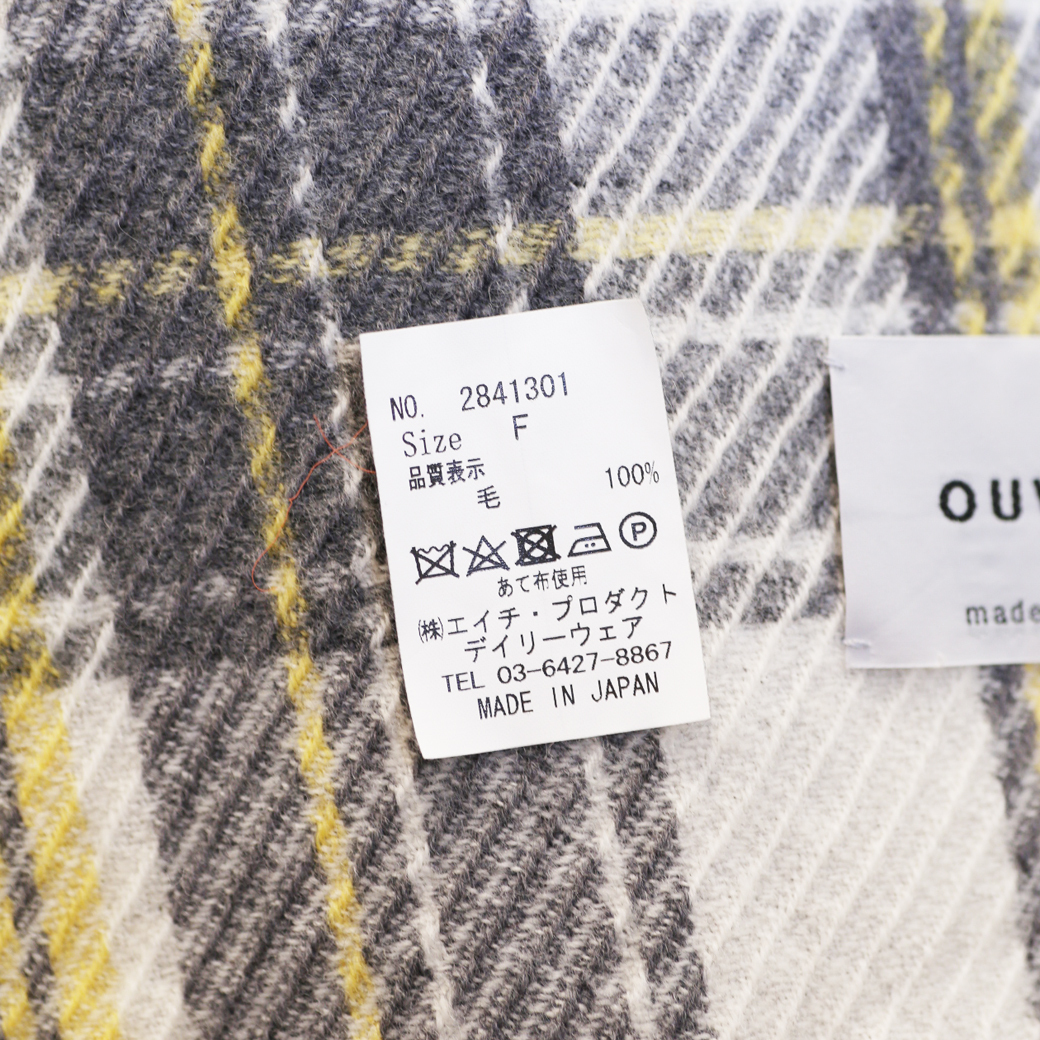 NO. 2841301
Size F
品質表示
毛 100%
P
あて布使用
㈱エイチ・プロダクト
デイリーウェア
TEL 03-6427-8867
MADE IN JAPAN
OUV
made